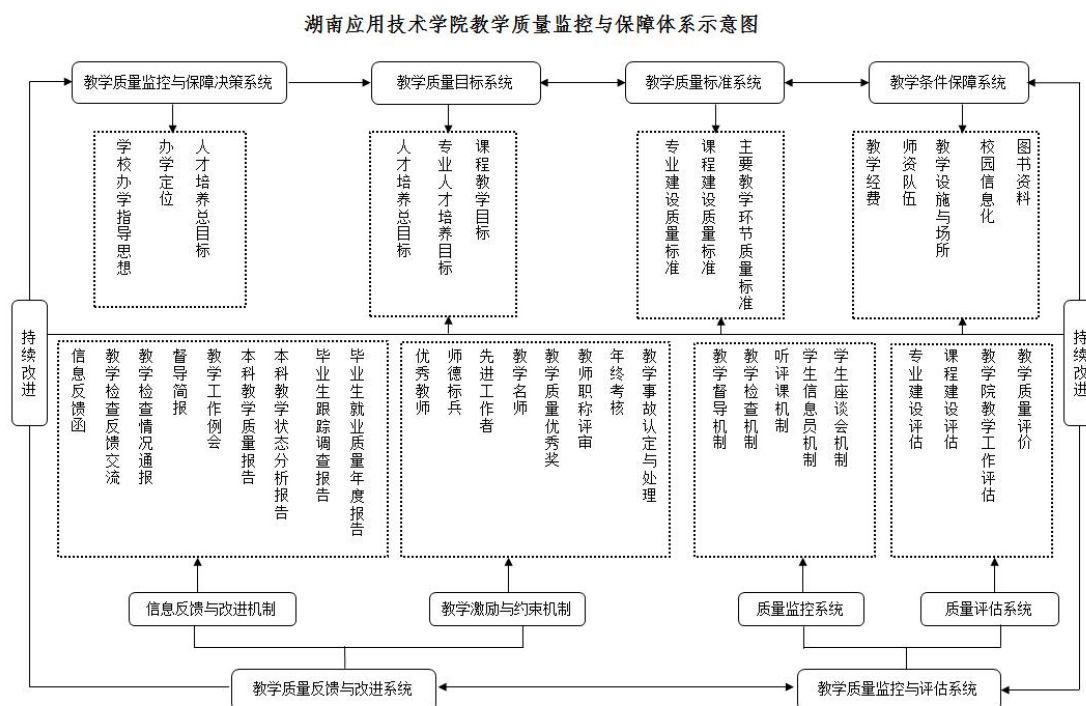 湖南应用技术学院教学质量监控与保障体系示意图
教学质量监控与保障决策系统
教学质量目标系统
教学质量标准系统
教学条件保障系统
学校办学指导思想
办学定位
人才培养总目标
人才培养总目标
专业人才培养目标
课程教学目标
专业建设质量标准
课程建设质量标准
主要教学环节质量标准
教学经费
师资队伍
教学设施与场所
校园信息化
图书资料
持续改进
持续改进
信息反馈函
教学检查反馈交流
教学检查情况通报
督导简报
教学工作例会
本科教学质量报告
本科教学状态分析报告
毕业生跟踪调查报告
毕业生就业质量年度报告
优秀教师
师德标兵
先进工作者
教学名师
教学质量优秀奖
教师职称评审
年终考核
教学事故认定与处理
教学督导机制
教学检查机制
听评课机制
学生信息员机制
学生座谈会机制
专业建设评估
课程建设评估
教学院教学工作评估
教学质量评价
信息反馈与改进机制
教学激励与约束机制
质量监控系统
质量评估系统
教学质量反馈与改进系统
教学质量监控与评估系统